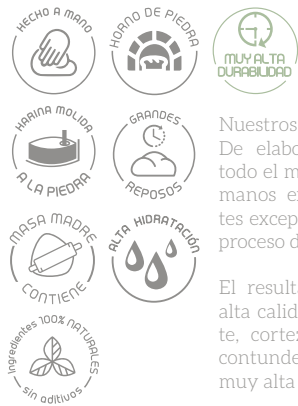 HECHO A MANO
HORNO DE PIEDRA
MUY ALTA
DURABILIDAD
HARINA MOLIDA
A LA PIEDRA
GRANDES
REPOSOS
MASA MADRE
CONTIENE
ALTA HIDRATACIÓN
Ingredientes 100% NATURALES
sin aditivos
Nuestros
De
todo el
manos
proceso
El
alta
muy alta